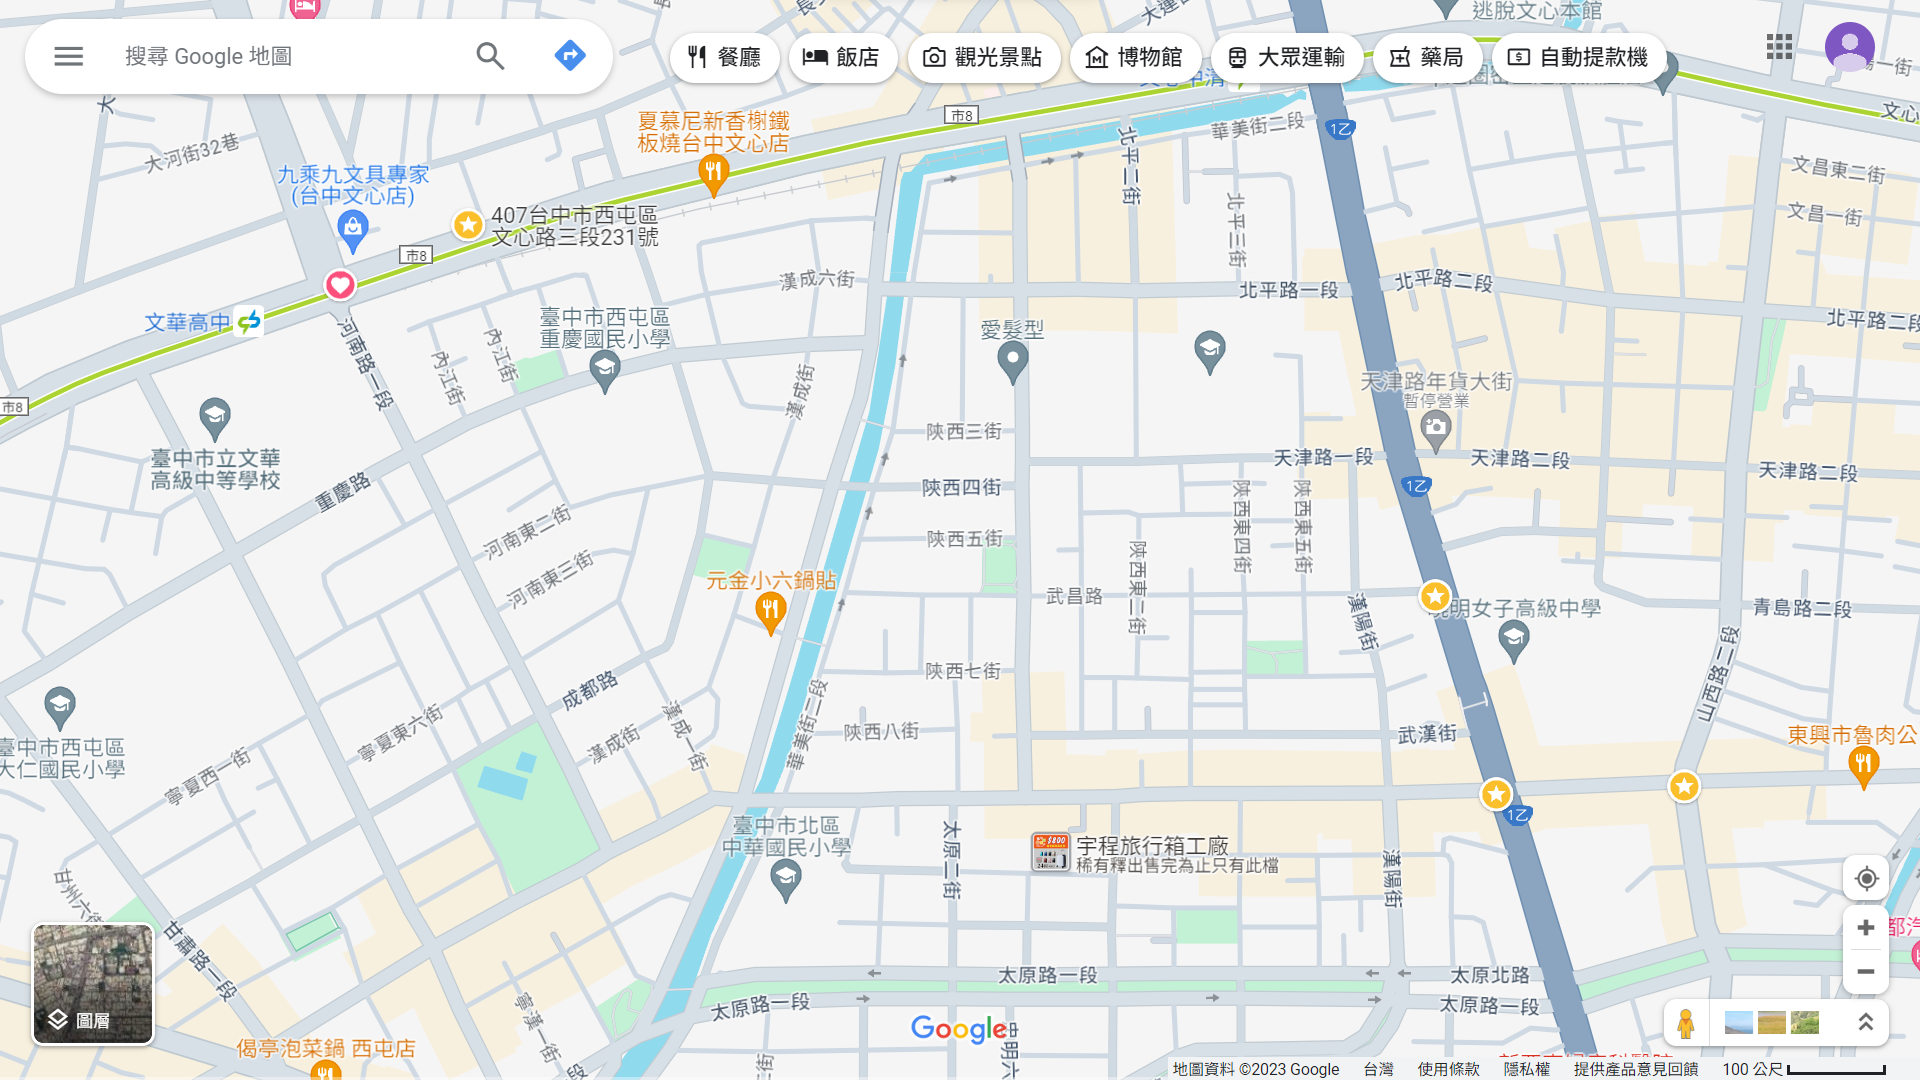 搜尋 Google 地圖
餐廳
飯店
觀光景點
博物館
大眾運輸
藥局
自動提款機
逃脫文心本館
文心
大河街32巷
九乘九文具專家
(台中文心店)
夏慕尼新香榭鐵
板燒台中文心店
407台中市西屯區
文心路三段231號
市8
市8
市8
文華高中
河南路一段
內江街
內江街
臺中市西屯區
重慶國民小學
漢成六街
漢成街
臺中市立文華
高級中等學校
重慶路
河南東二街
河南東三街
元金小六鍋貼
成都路
漢成街
漢成一街
寧夏東六街
寧夏西一街
臺中市西屯區
大仁國民小學
甘州六街
甘肅路一段
偈亭泡菜鍋 西屯店
寧漢一街
華美街二段
華美街二段
北平二街
北平三街
北平路一段
北平路二段
北平路二段
文昌東二街
文昌一街
1乙
1乙
1乙
愛髮型
天津路年貨大街
暫停營業
天津路一段
天津路二段
天津路二段
陝西三街
陝西四街
陝西五街
陝西七街
陝西八街
武昌路
陝西東二街
陝西東四街
陝西東五街
漢陽街
曉明女子高級中學
青島路二段
山西路二段
武漢街
東興市魯肉公
臺中市北區
中華國民小學
太原二街
宇程旅行箱工廠
稀有釋出售完為止只有此檔
漢陽街
太原路一段
太原路一段
太原北路
太原路一段
圖層
Google
地圖資料 ©2023 Google
台灣
使用條款
隱私權
提供產品意見回饋
100 公尺